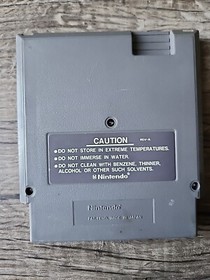 CAUTION
•DO NOT STORE IN EXTREME TEMPERATURES.
•DO NOT IMMERSE IN WATER.
•DO NOT CLEAN WITH BENZENE, THINNER,
ALCOHOL OR OTHER SUCH SOLVENTS.
Nintendo
Nintendo